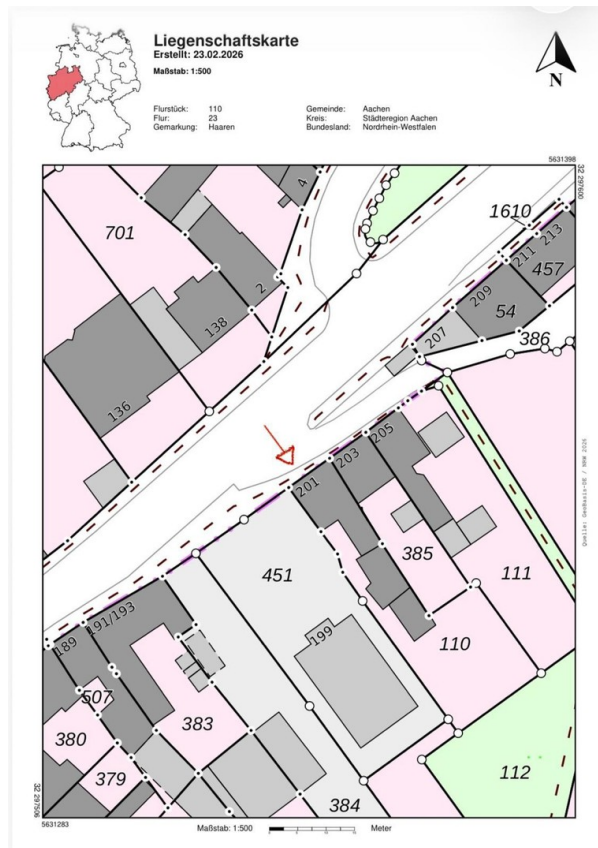 Liegenschaftskarte
Erstellt: 23.02.2026
Maßstab: 1:500
N
Flurstück: 110
Flur: 23
Gemarkung: Haaren
Gemeinde: Aachen
Kreis: Städteregion Aachen
Bundesland: Nordrhein-Westfalen
5631398
32 297600
4
701
1610
213
211
457
2
209
54
138
207
386
136
205
203
201
385
111
451
110
199
191/193
189
507
383
380
379
112
384
Quelle: GeoBasis-DE / NRW 2026
32 297506
5631283
Maßstab: 1:500
Meter